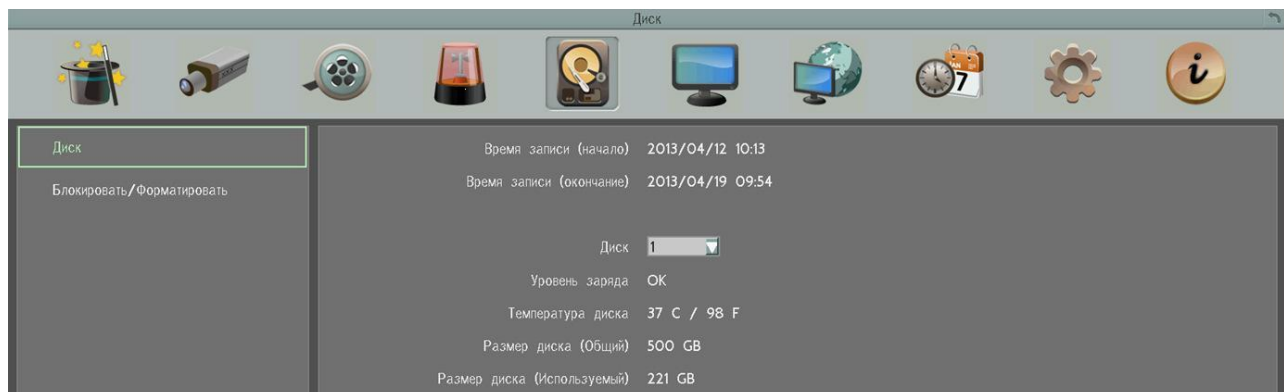 Диск
JAN
7
i
Диск
Блокировать/Форматировать
Время записи (начало) 2013/04/12 10:13
Время записи (окончание) 2013/04/19 09:54
Диск 1
Уровень заряда OK
Температура диска 37 C / 98 F
Размер диска (Общий) 500 GB
Размер диска (Используемый) 221 GB